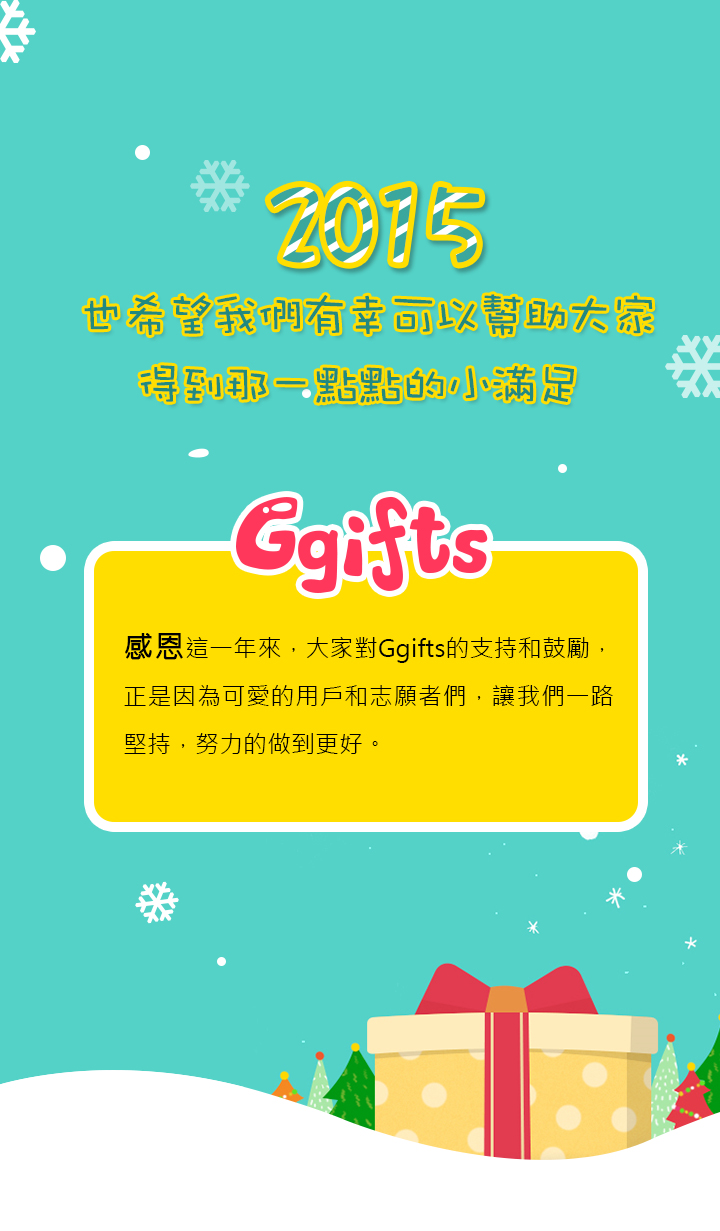 2015
也希望我們有幸可以幫助大家
得到那一點點的小滿足
Ggifts
感恩這一年來，大家對Ggifts的支持和鼓勵，
正是因為可愛的用戶和志願者們，讓我們一路
堅持，努力的做到更好。